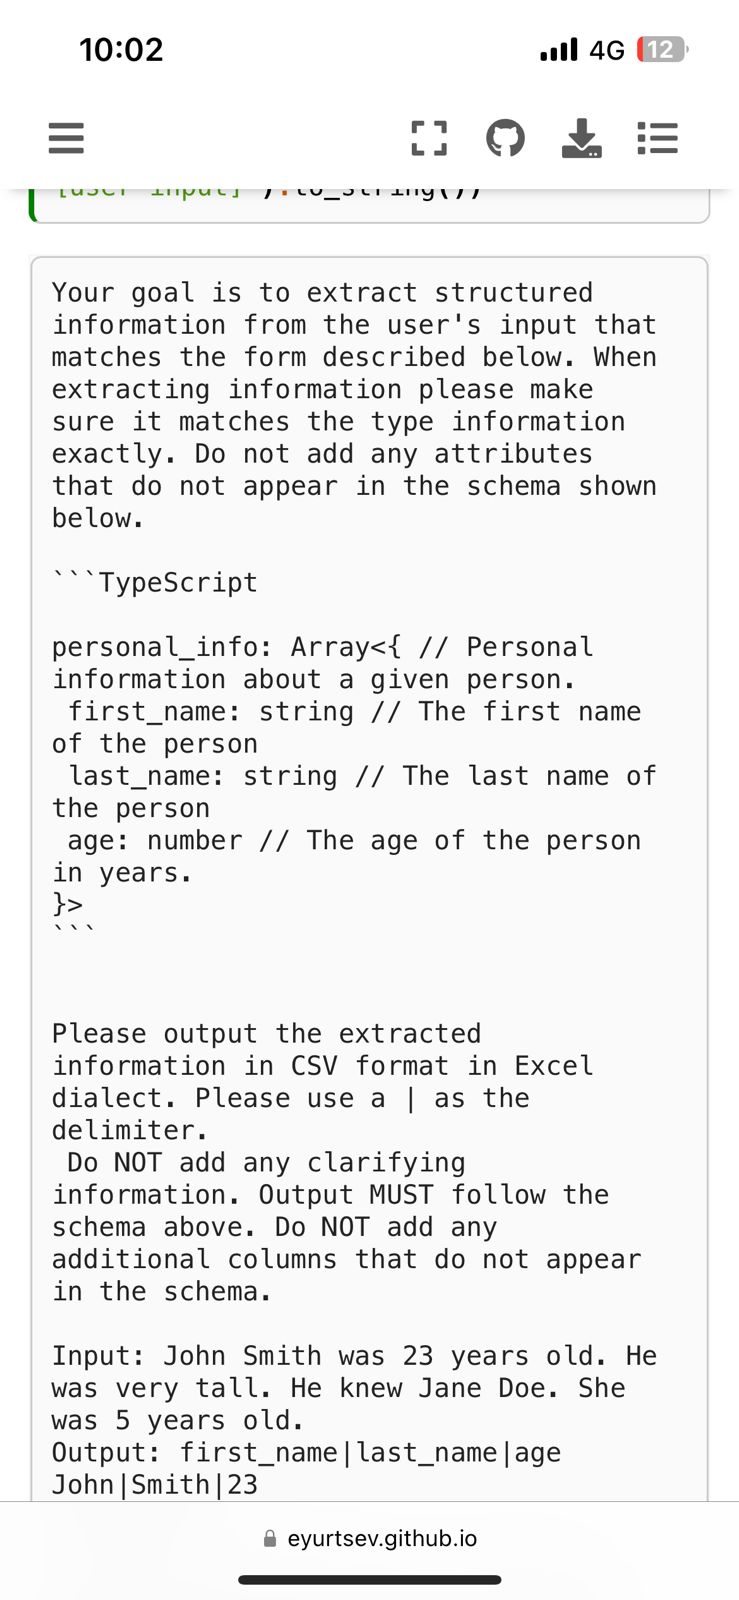 10:02
4G 12
[user input]").to_string())
Your goal is to extract structured
information from the user's input that
matches the form described below. When
extracting information please make
sure it matches the type information
exactly. Do not add any attributes
that do not appear in the schema shown
below.
```TypeScript
personal_info: Array<{ // Personal
information about a given person.
 first_name: string // The first name
of the person
 last_name: string // The last name of
the person
 age: number // The age of the person
in years.
}>
```
Please output the extracted
information in CSV format in Excel
dialect. Please use a | as the
delimiter.
 Do NOT add any clarifying
information. Output MUST follow the
schema above. Do NOT add any
additional columns that do not appear
in the schema.
Input: John Smith was 23 years old. He
was very tall. He knew Jane Doe. She
was 5 years old.
Output: first_name|last_name|age
John|Smith|23
eyurtsev.github.io